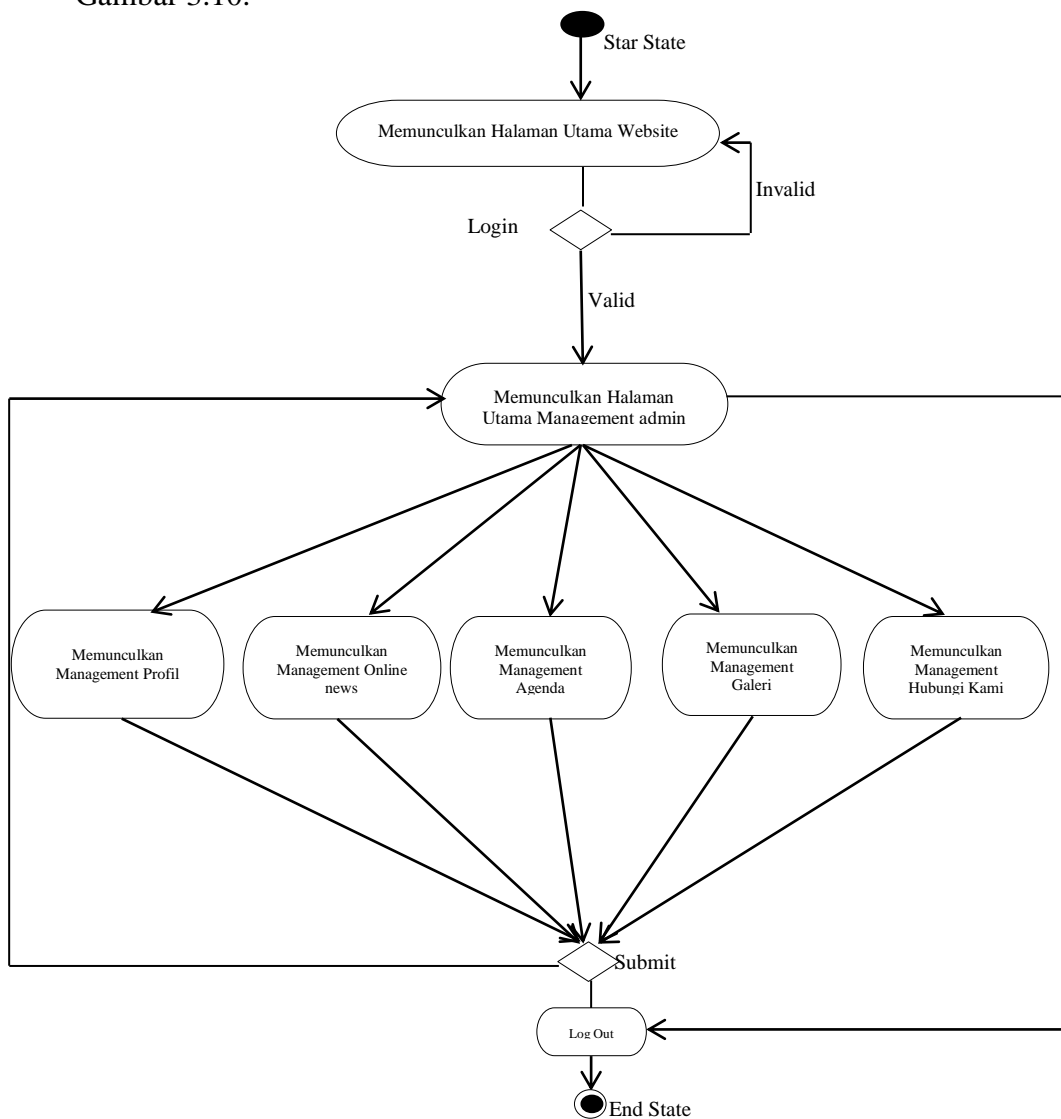 Gambar 3.10.
Star State
Memunculkan Halaman Utama Website
Invalid
Login
Valid
Memunculkan Halaman
Utama Management admin
Memunculkan
Management Profil
Memunculkan
Management Online
news
Memunculkan
Management
Agenda
Memunculkan
Management
Galeri
Memunculkan
Management
Hubungi Kami
Submit
Log Out
End State